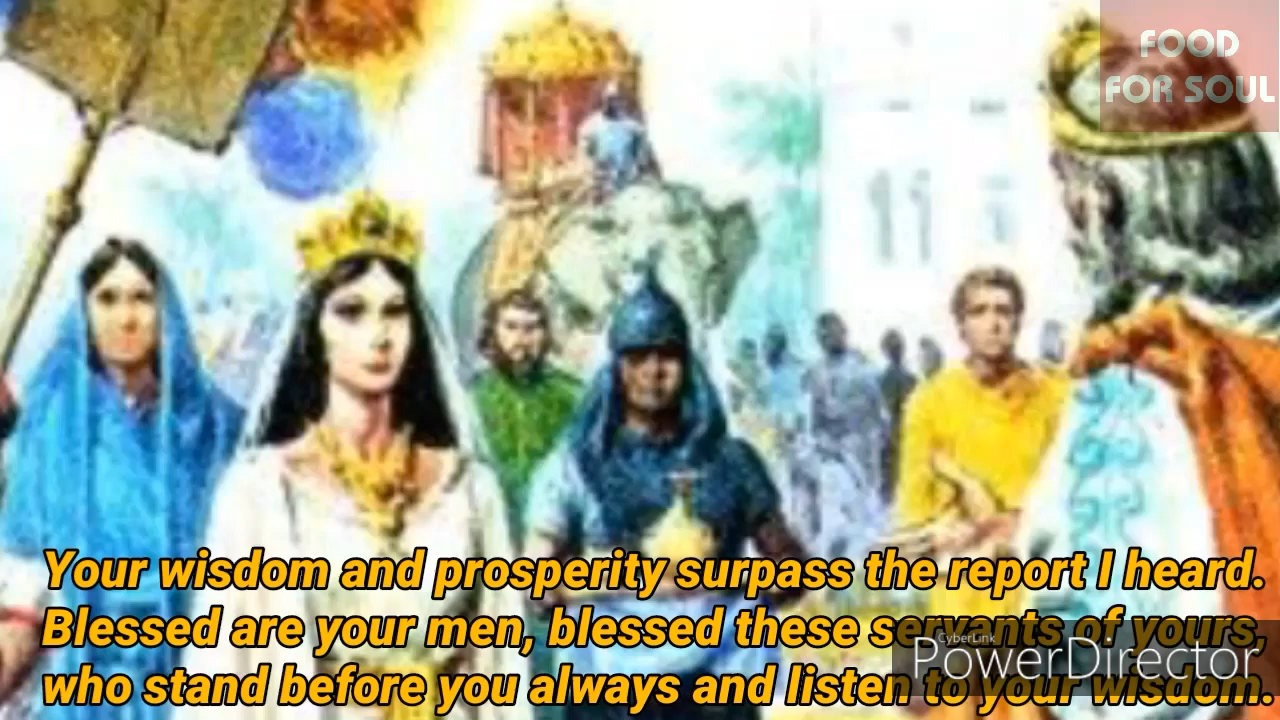 FOOD
FOR SOUL
Your wisdom and prosperity surpass the report I heard.
Blessed are your men, blessed these servants of yours,
who stand before you always and listen to your wisdom.
CyberLink
PowerDirector